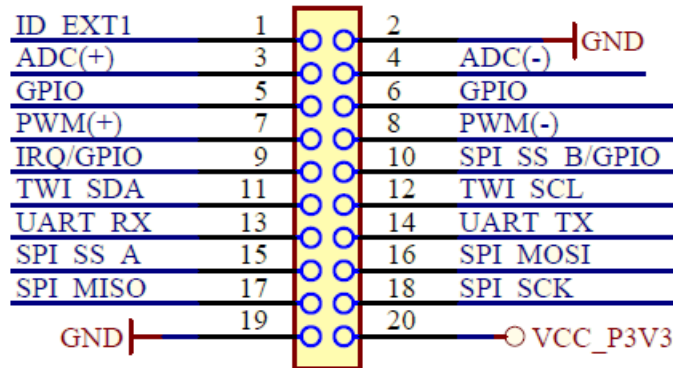 ID_EXT1 1 2 GND
ADC(+) 3 4 ADC(-)
GPIO 5 6 GPIO
PWM(+) 7 8 PWM(-)
IRQ/GPIO 9 10 SPI_SS_B/GPIO
TWI_SDA 11 12 TWI_SCL
UART_RX 13 14 UART_TX
SPI_SS_A 15 16 SPI_MOSI
SPI_MISO 17 18 SPI_SCK
GND 19 20 VCC_P3V3